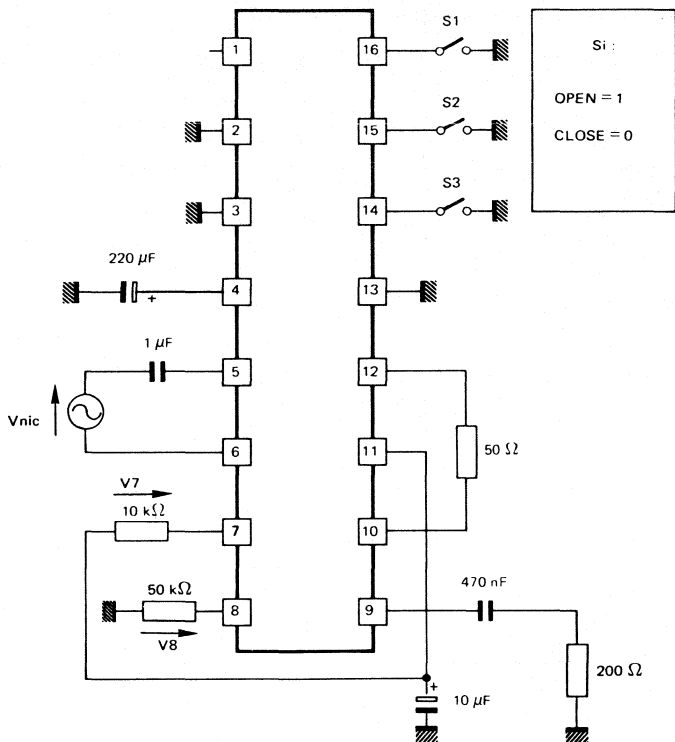 S1
1
16
Si :
OPEN = 1
CLOSE = 0
S2
2
15
S3
3
14
220 µF
+
4
13
1 µF
5
12
Vnic
50 Ω
6
11
V7
10 kΩ
7
10
50 kΩ
470 nF
8
9
V8
200 Ω
+
10 µF